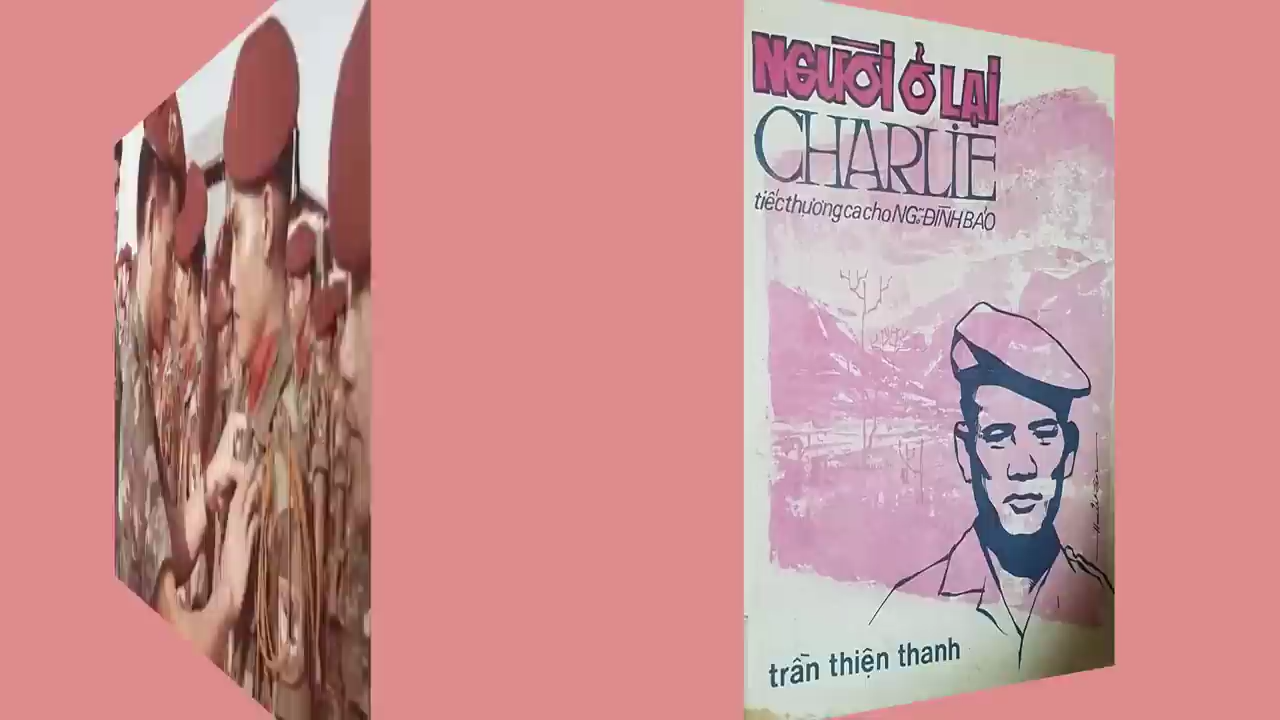 NGƯỜI Ở LẠI
CHARLIE
tiếc thương ca cho NG.ĐÌNH BẢO
trần thiện thanh